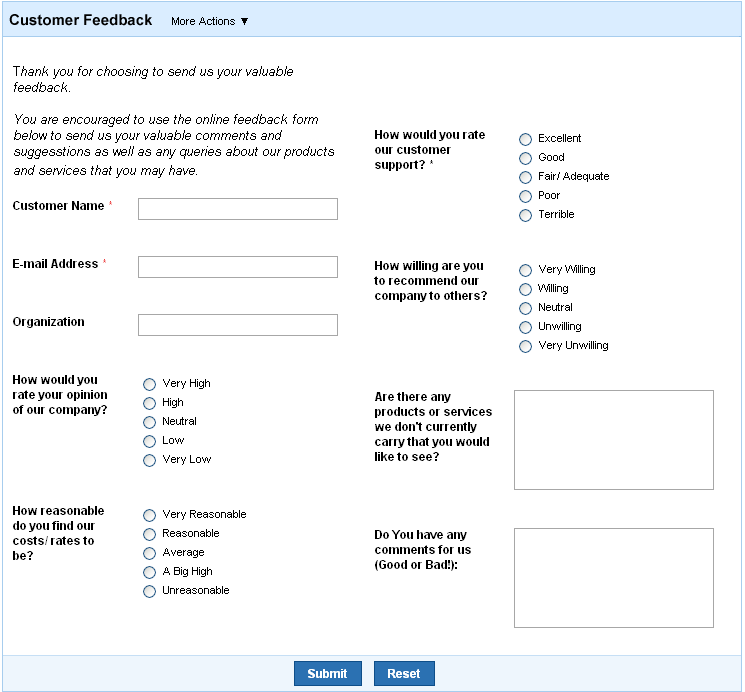 Customer Feedback More Actions ▼
Thank you for choosing to send us your valuable
feedback.
You are encouraged to use the online feedback form
below to send us your valuable comments and
suggesstions as well as any queries about our products
and services that you may have.
Customer Name *
E-mail Address *
Organization
How would you
rate your opinion
of our company?
Very High
High
Neutral
Low
Very Low
How reasonable
do you find our
costs/rates to
be?
Very Reasonable
Reasonable
Average
A Big High
Unreasonable
How would you rate
our customer
support? *
Excellent
Good
Fair/ Adequate
Poor
Terrible
How willing are you
to recommend our
company to others?
Very Willing
Willing
Neutral
Unwilling
Very Unwilling
Are there any
products or services
we don't currently
carry that you would
like to see?
Do You have any
comments for us
(Good or Bad!):
Submit Reset